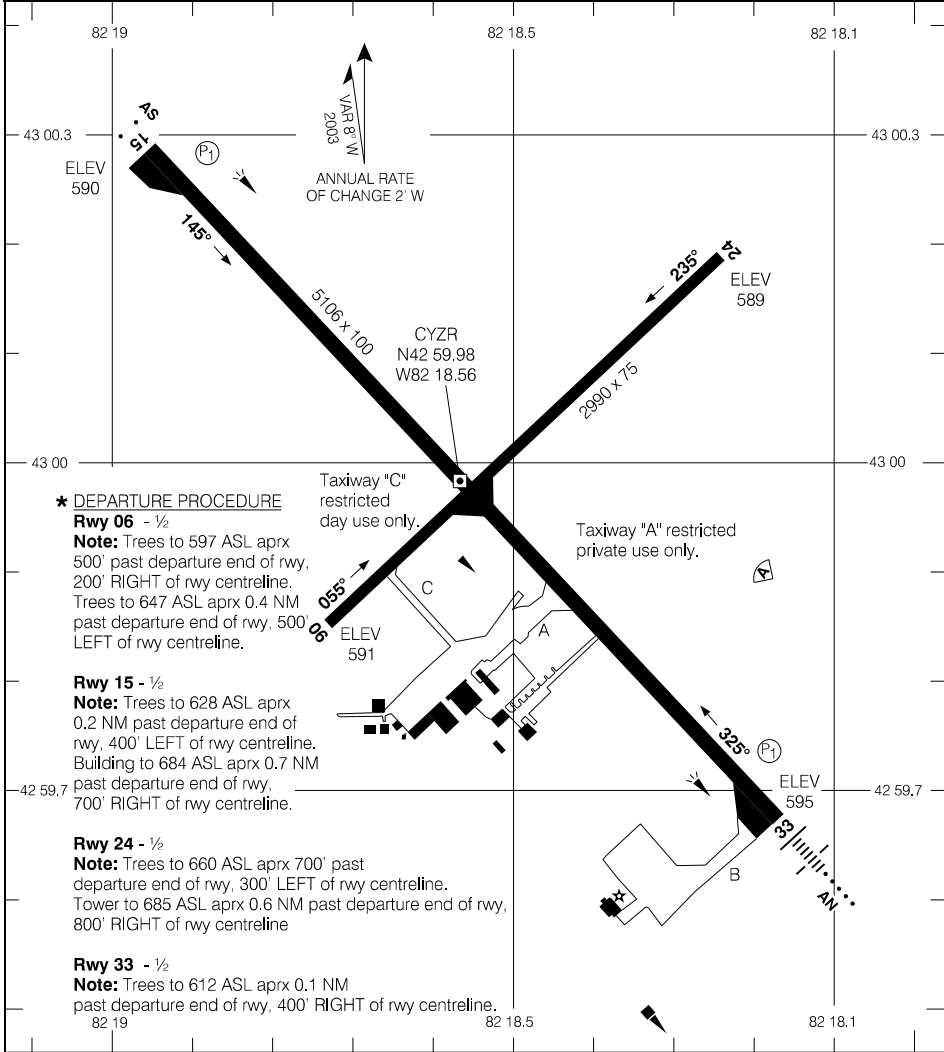 82 19
82 18.5
82 18.1
AS
15
P1
43 00.3
43 00.3
VAR 8° W
2003
ELEV
590
ANNUAL RATE
OF CHANGE 2' W
145°
24
235°
ELEV
589
5106 x 100
CYZR
N42 59.98
W82 18.56
2990 x 75
43 00
43 00
Taxiway "C"
restricted
day use only.
Taxiway "A" restricted
private use only.
A
* DEPARTURE PROCEDURE
Rwy 06 - ½
Note: Trees to 597 ASL aprx
500' past departure end of rwy,
200' RIGHT of rwy centreline.
Trees to 647 ASL aprx 0.4 NM
past departure end of rwy, 500'
LEFT of rwy centreline.
055°
06
ELEV
591
C
A
Rwy 15 - ½
Note: Trees to 628 ASL aprx
0.2 NM past departure end of
rwy, 400' LEFT of rwy centreline.
Building to 684 ASL aprx 0.7 NM
past departure end of rwy,
700' RIGHT of rwy centreline.
325°
P1
ELEV
595
42 59.7
42 59.7
33
B
AN
Rwy 24 - ½
Note: Trees to 660 ASL aprx 700' past
departure end of rwy, 300' LEFT of rwy centreline.
Tower to 685 ASL aprx 0.6 NM past departure end of rwy,
800' RIGHT of rwy centreline
Rwy 33 - ½
Note: Trees to 612 ASL aprx 0.1 NM
past departure end of rwy, 400' RIGHT of rwy centreline.
82 19
82 18.5
82 18.1